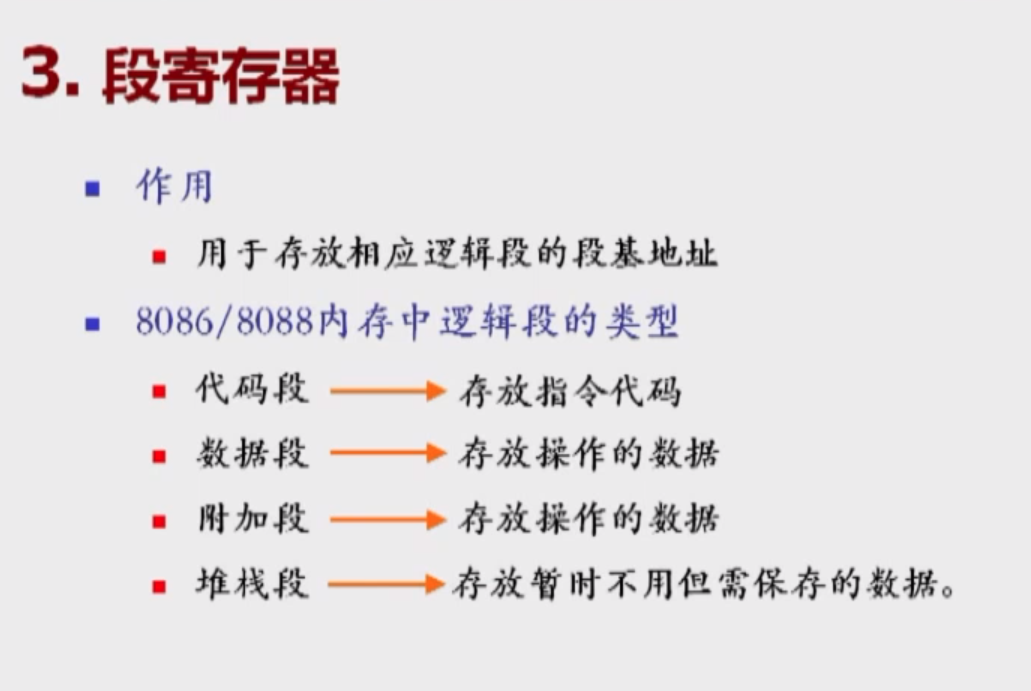 3. 段寄存器
作用
用于存放相应逻辑段的段基地址
8086/8088内存中逻辑段的类型
代码段 存放指令代码
数据段 存放操作的数据
附加段 存放操作的数据
堆栈段 存放暂时不用但需保存的数据。